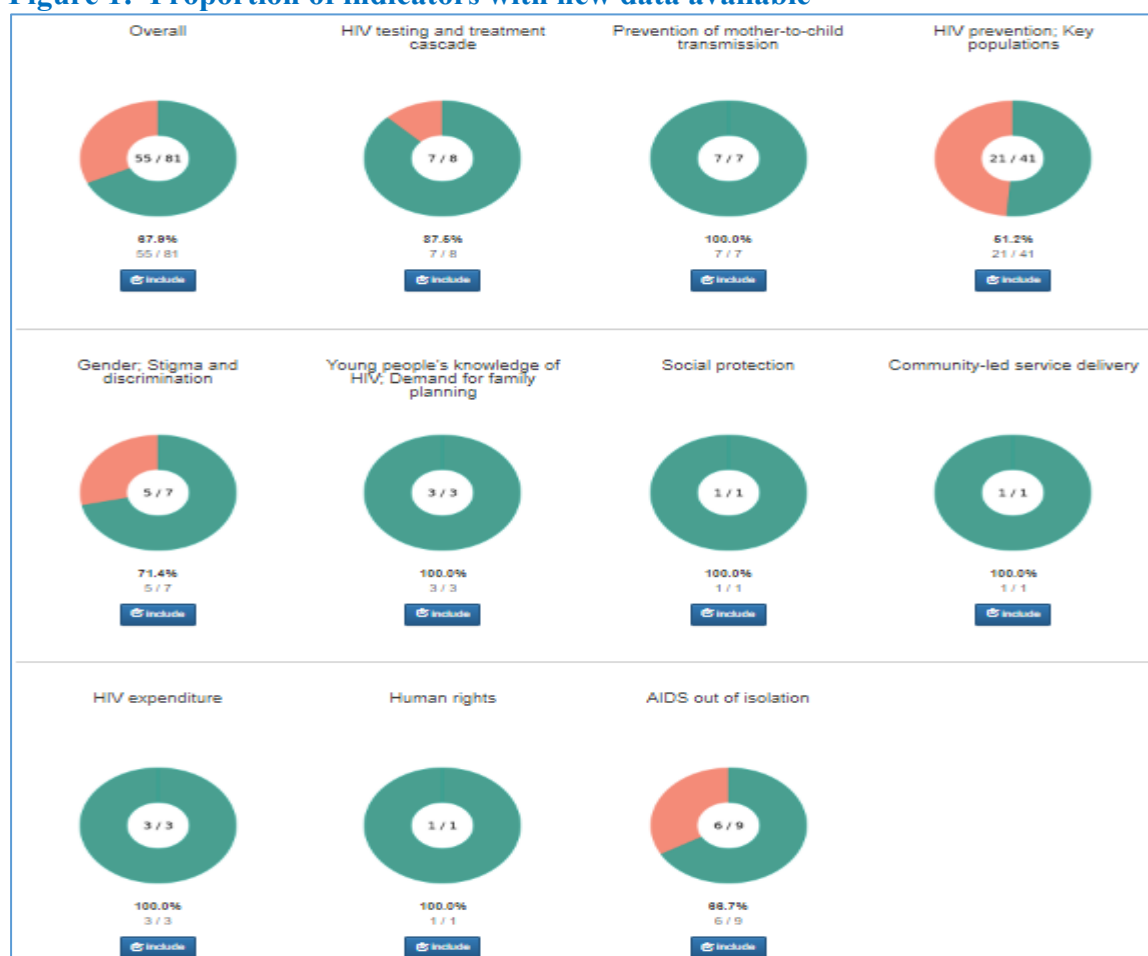 Figure 1:  Proportion of indicators with new data available
Overall
HIV testing and treatment
cascade
Prevention of mother-to-child
transmission
HIV prevention; Key
populations
55 / 81
7 / 8
7 / 7
21 / 41
67.9%
87.5%
100.0%
51.2%
55 / 81
7 / 8
7 / 7
21 / 41
include
include
include
include
Gender; Stigma and
discrimination
Young people's knowledge of
HIV; Demand for family
planning
Social protection
Community-led service delivery
5 / 7
3 / 3
1 / 1
1 / 1
71.4%
100.0%
100.0%
100.0%
5 / 7
3 / 3
1 / 1
1 / 1
include
include
include
include
HIV expenditure
Human rights
AIDS out of isolation
3 / 3
1 / 1
6 / 9
100.0%
100.0%
66.7%
3 / 3
1 / 1
6 / 9
include
include
include